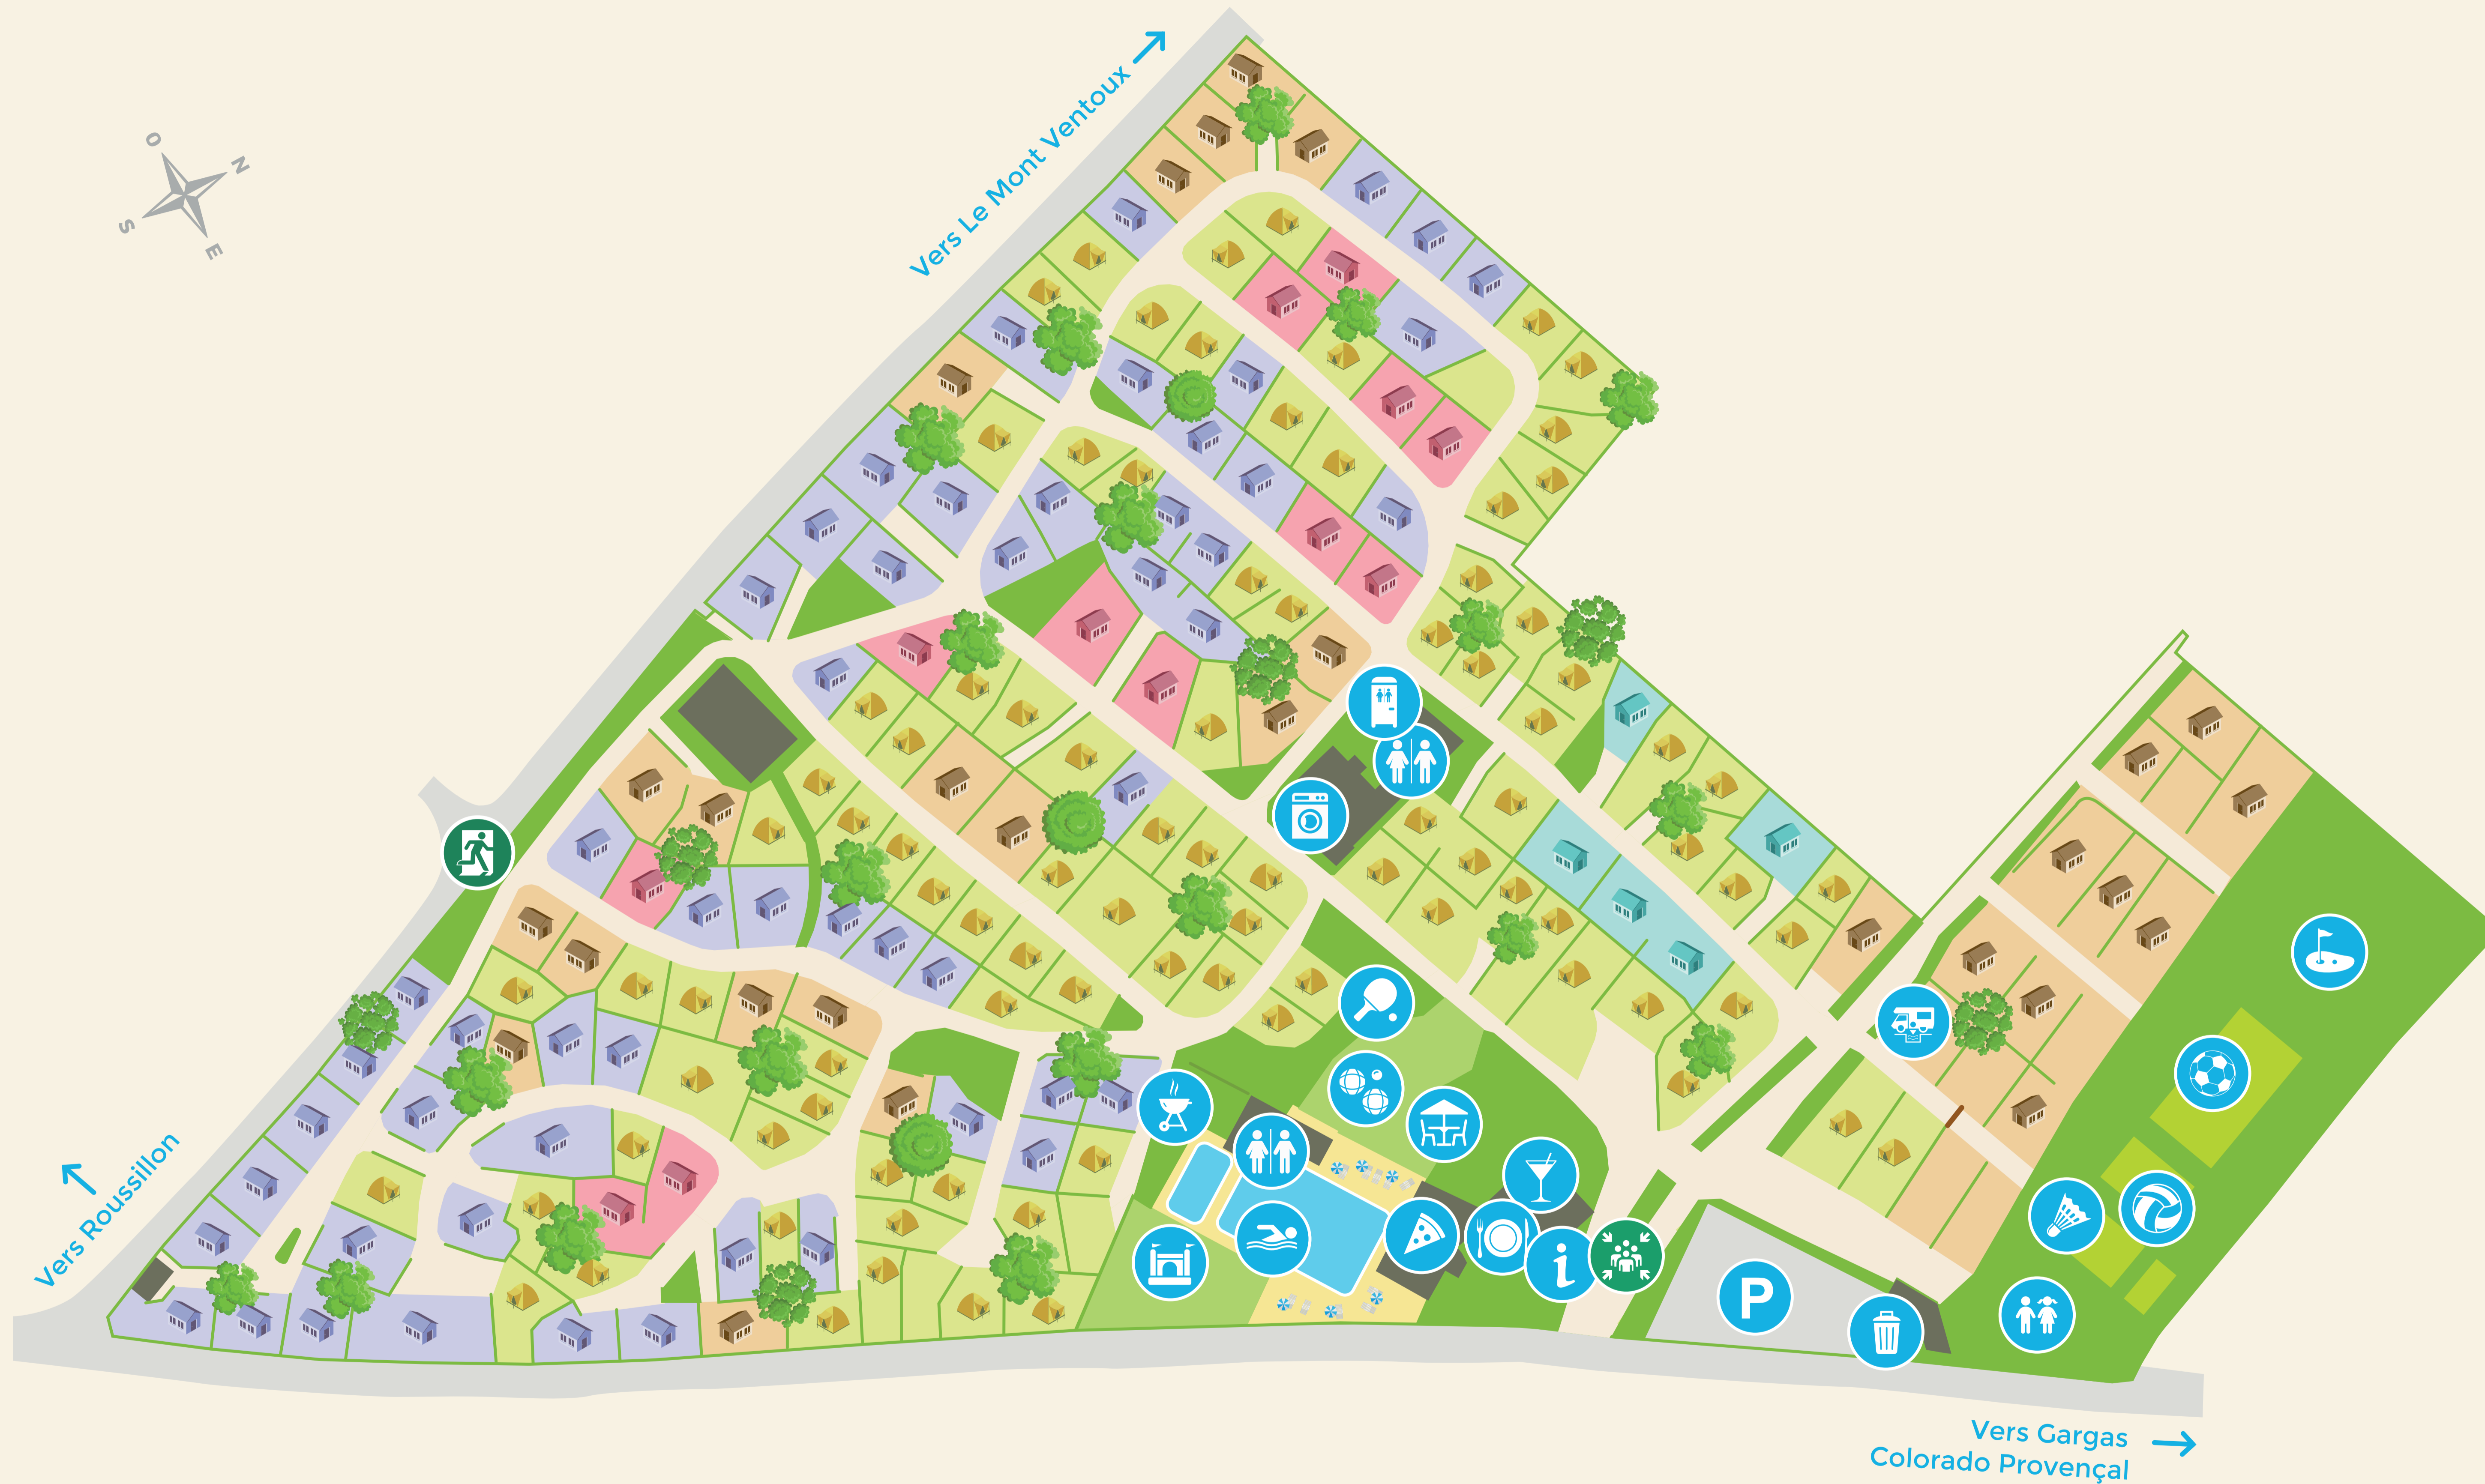 Vers Le Mont Ventoux
O
N
S
E
Vers Roussillon
i
P
Vers Gargas
Colorado Provençal